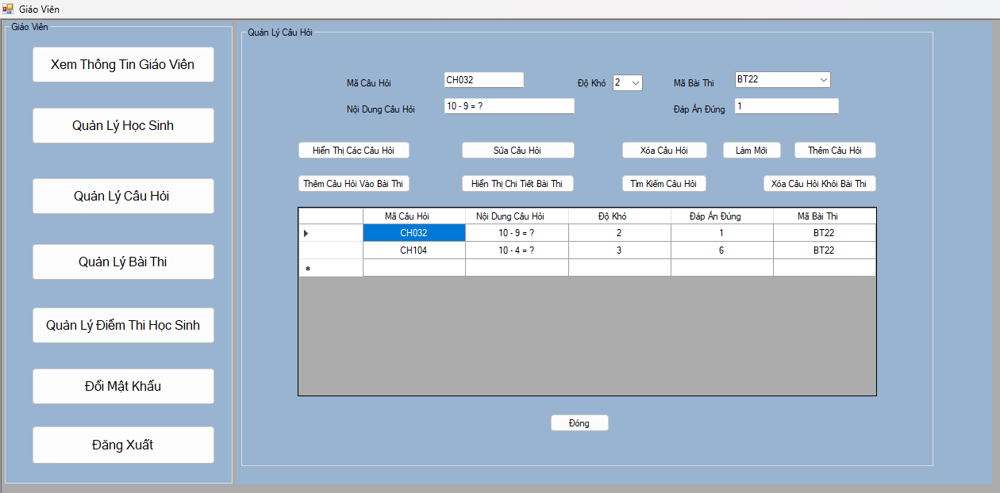 Giáo Viên
Giáo Viên
Xem Thông Tin Giáo Viên
Quản Lý Học Sinh
Quản Lý Câu Hỏi
Quản Lý Bài Thi
Quản Lý Điểm Thi Học Sinh
Đổi Mật Khẩu
Đăng Xuất
Quản Lý Câu Hỏi
Mã Câu Hỏi CH032 Độ Khó 2 Mã Bài Thi BT22
Nội Dung Câu Hỏi 10 - 9 = ? Đáp Án Đúng 1
Hiển Thị Các Câu Hỏi Sửa Câu Hỏi Xóa Câu Hỏi Làm Mới Thêm Câu Hỏi
Thêm Câu Hỏi Vào Bài Thi Hiển Thị Chi Tiết Bài Thi Tìm Kiếm Câu Hỏi Xóa Câu Hỏi Khỏi Bài Thi
Mã Câu Hỏi Nội Dung Câu Hỏi Độ Khó Đáp Án Đúng Mã Bài Thi
CH032 10 - 9 = ? 2 1 BT22
CH104 10 - 4 = ? 3 6 BT22
Đóng